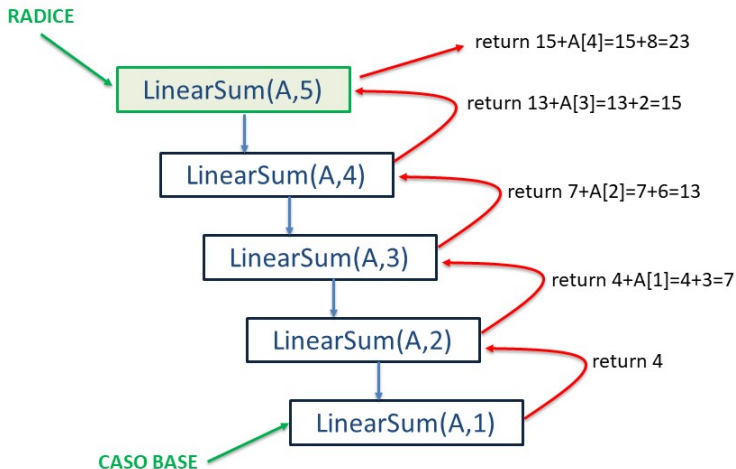 RADICE
return 15+A[4]=15+8=23
LinearSum(A,5)
return 13+A[3]=13+2=15
LinearSum(A,4)
return 7+A[2]=7+6=13
LinearSum(A,3)
return 4+A[1]=4+3=7
LinearSum(A,2)
return 4
LinearSum(A,1)
CASO BASE